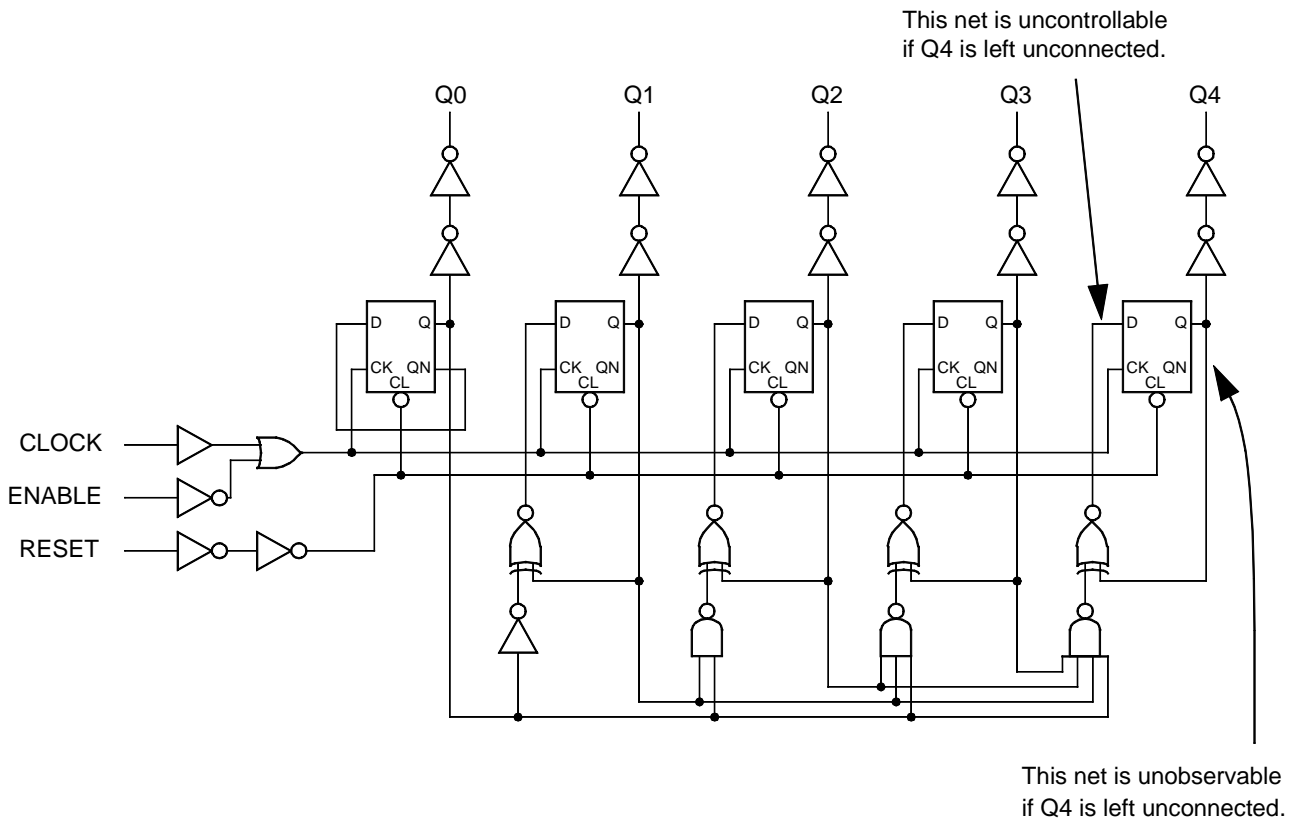 This net is uncontrollable
if Q4 is left unconnected.
Q0 Q1 Q2 Q3 Q4
D Q D Q D Q D Q D Q
CK QN CK QN CK QN CK QN CK QN
CL CL CL CL CL
CLOCK
ENABLE
RESET
This net is unobservable
if Q4 is left unconnected.